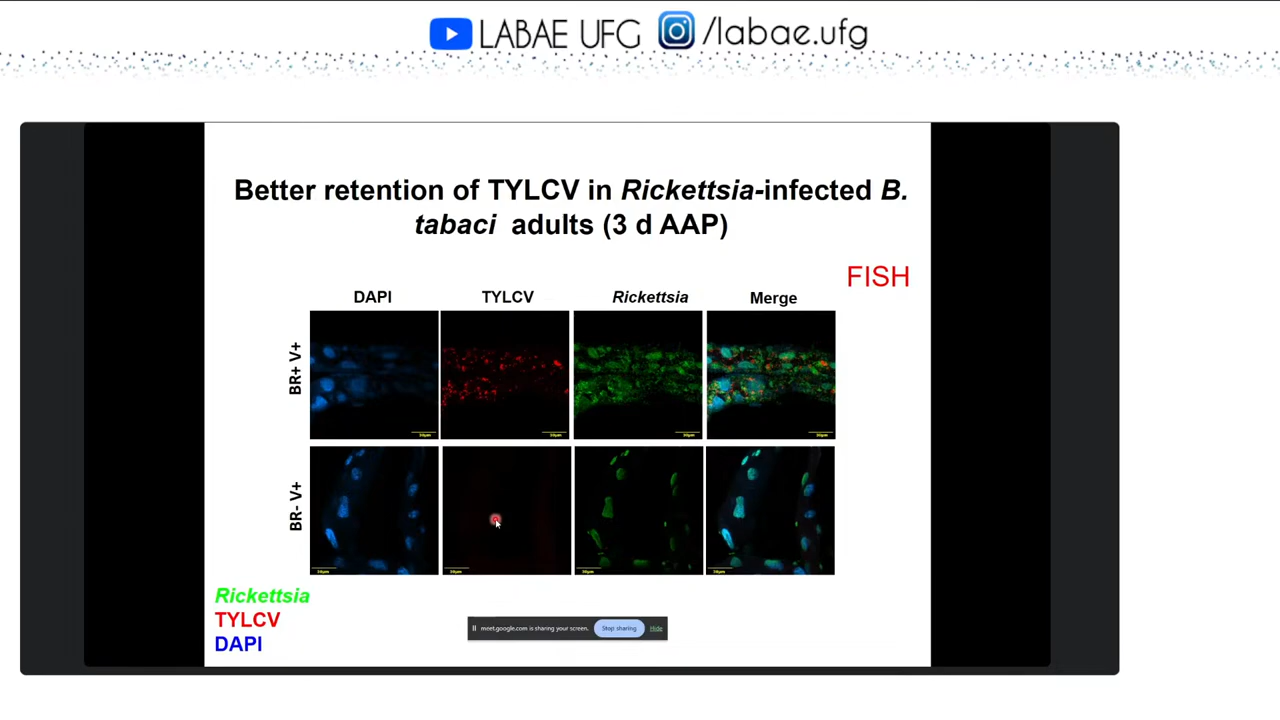 LABAE UFG /labae.ufg
Better retention of TYLCV in Rickettsia-infected B.
tabaci adults (3 d AAP)
FISH
DAPI TYLCV Rickettsia Merge
BR+ V+
BR- V+
Rickettsia
TYLCV
DAPI
meet.google.com is sharing your screen. Stop sharing Hide